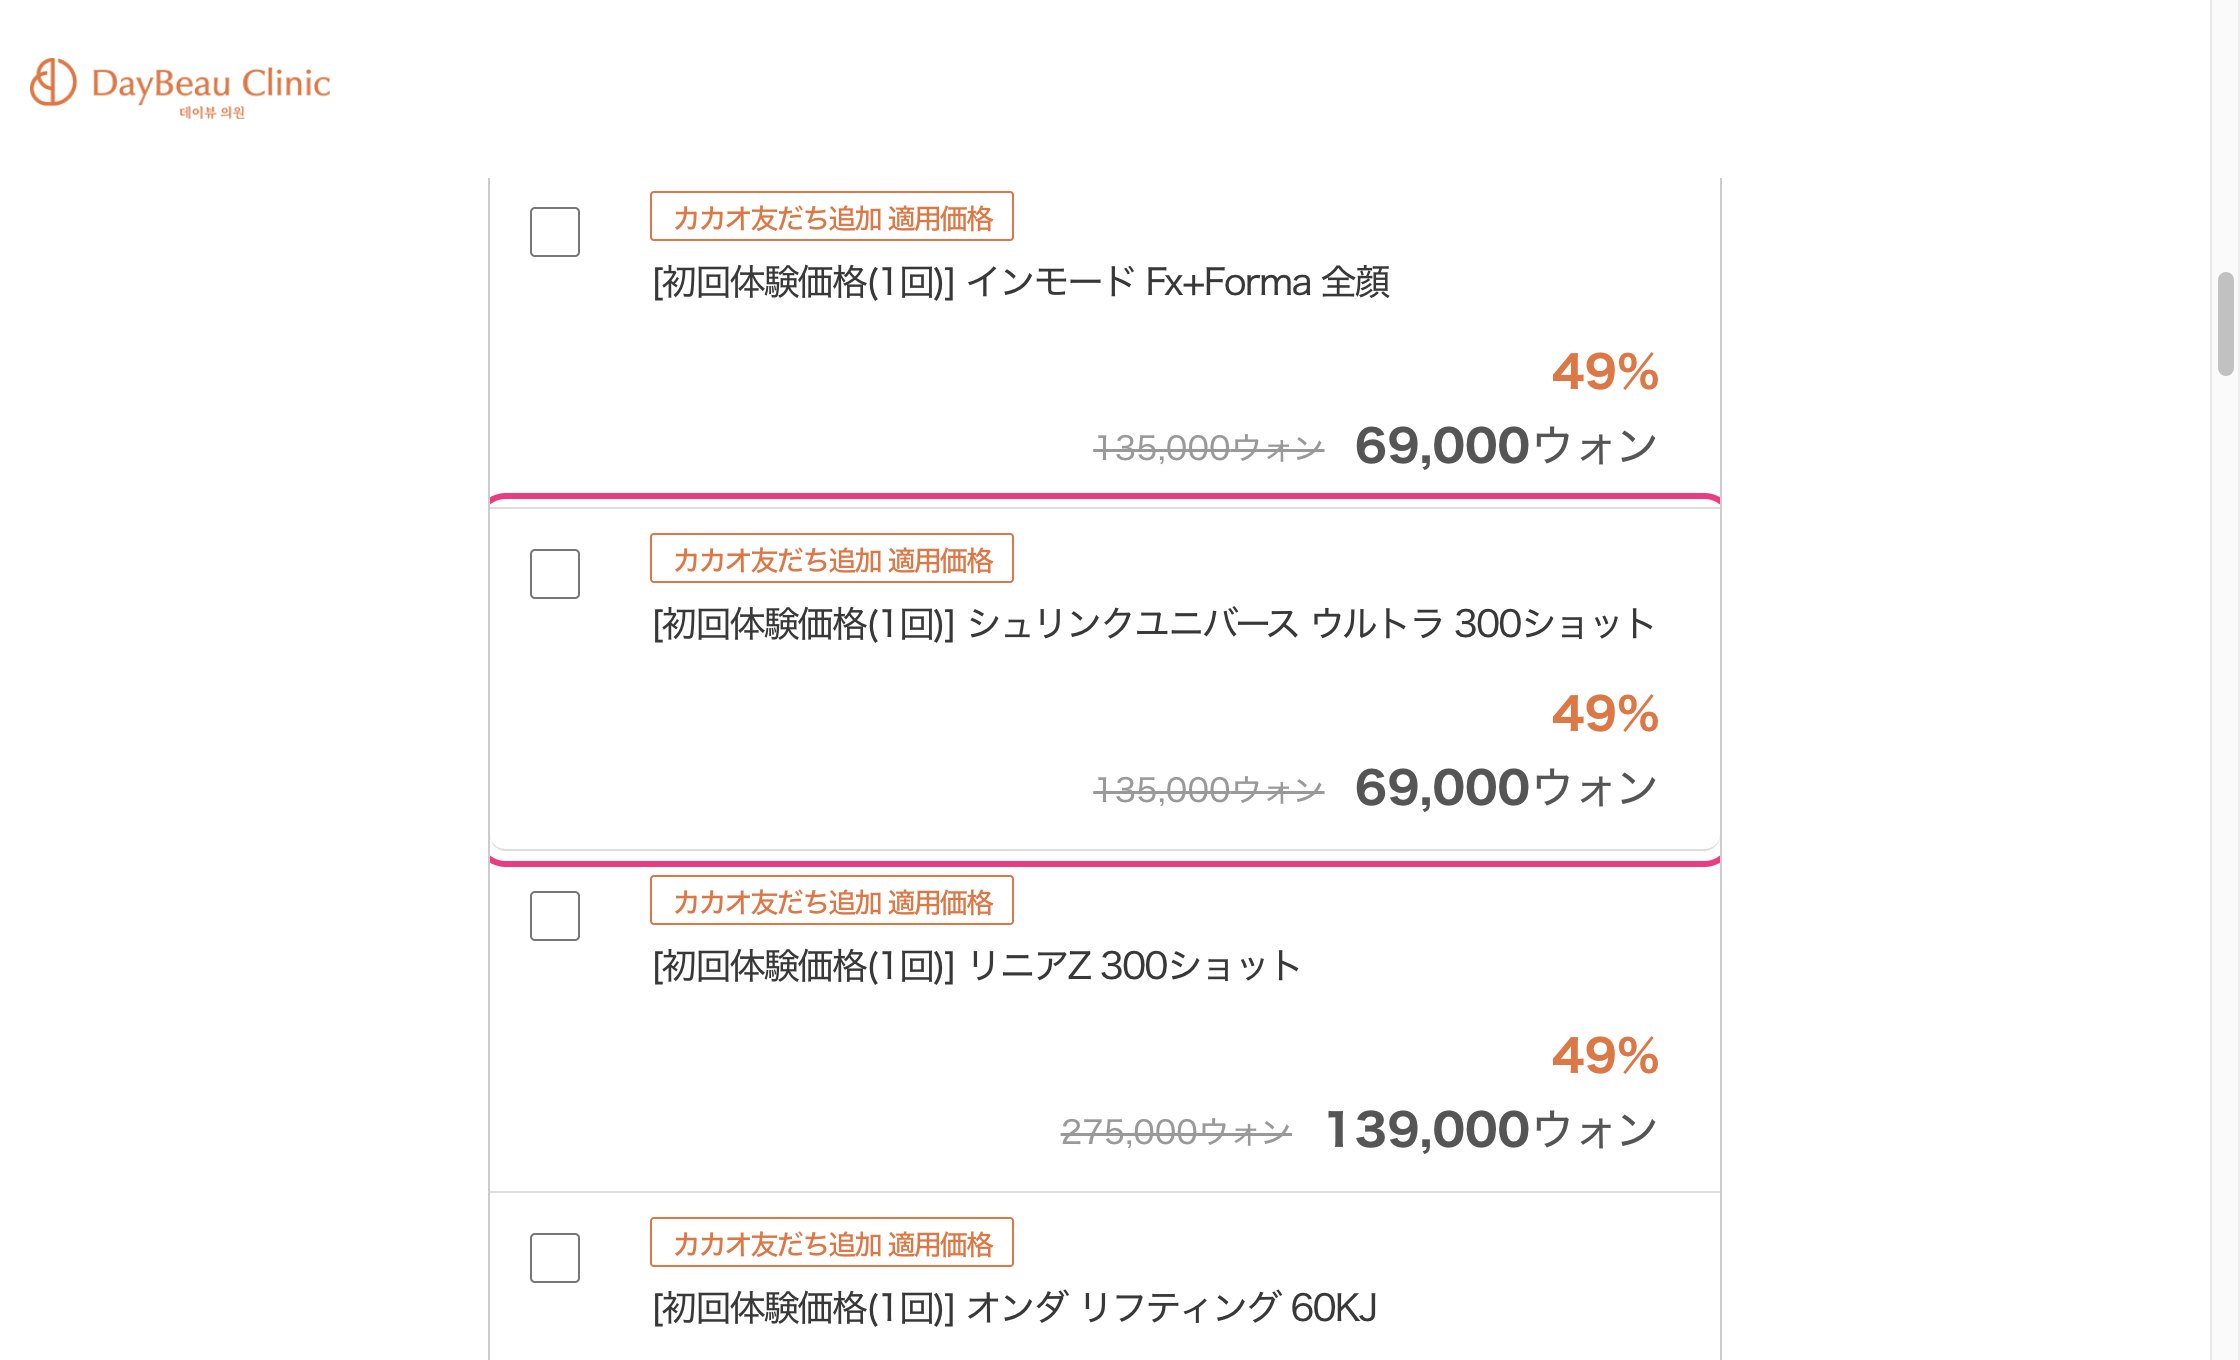 DayBeau Clinic
데이뷰 의원
カカオ友だち追加 適用価格
[初回体験価格(1回)] インモード Fx+Forma 全顔
49%
135,000ウォン 69,000ウォン
カカオ友だち追加 適用価格
[初回体験価格(1回)] シュリンクユニバース ウルトラ 300ショット
49%
135,000ウォン 69,000ウォン
カカオ友だち追加 適用価格
[初回体験価格(1回)] リニアZ 300ショット
49%
275,000ウォン 139,000ウォン
カカオ友だち追加 適用価格
[初回体験価格(1回)] オンダ リフティング 60KJ